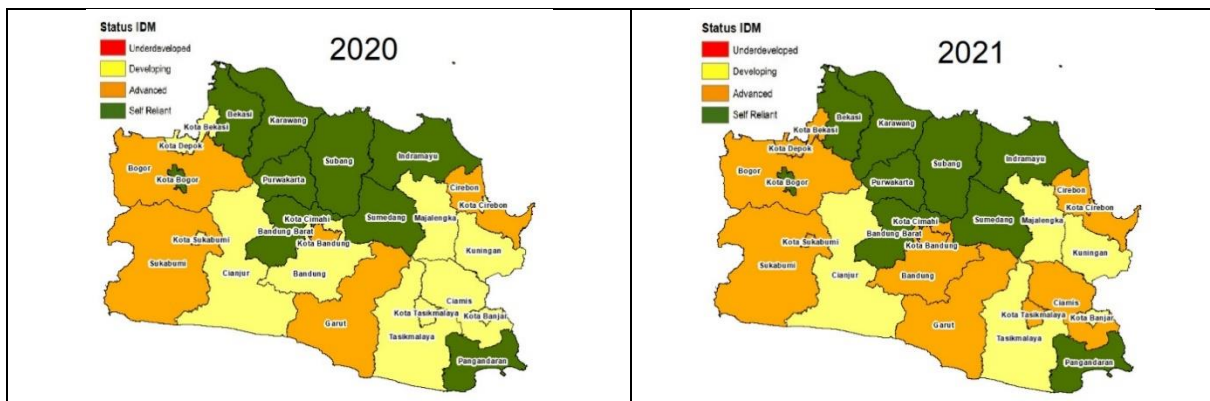 Status IDM
Underdeveloped
Developing
Advanced
Self Reliant
2020
Bekasi
Karawang
Kota Bekasi
Kota Depok
Subang
Indramayu
Bogor
Kota Bogor
Purwakarta
Cirebon
Kota Cirebon
Kota Cimahi
Sumedang
Majalengka
Bandung Barat
Kota Bandung
Kota Sukabumi
Kuningan
Sukabumi
Cianjur
Bandung
Ciamis
Garut
Kota Tasikmalaya
Kota Banjar
Tasikmalaya
Pangandaran
Status IDM
Underdeveloped
Developing
Advanced
Self Reliant
2021
Bekasi
Karawang
Kota Bekasi
Kota Depok
Subang
Indramayu
Bogor
Kota Bogor
Purwakarta
Cirebon
Kota Cirebon
Kota Cimahi
Sumedang
Majalengka
Bandung Barat
Kota Bandung
Kota Sukabumi
Kuningan
Sukabumi
Cianjur
Bandung
Ciamis
Garut
Kota Tasikmalaya
Kota Banjar
Tasikmalaya
Pangandaran